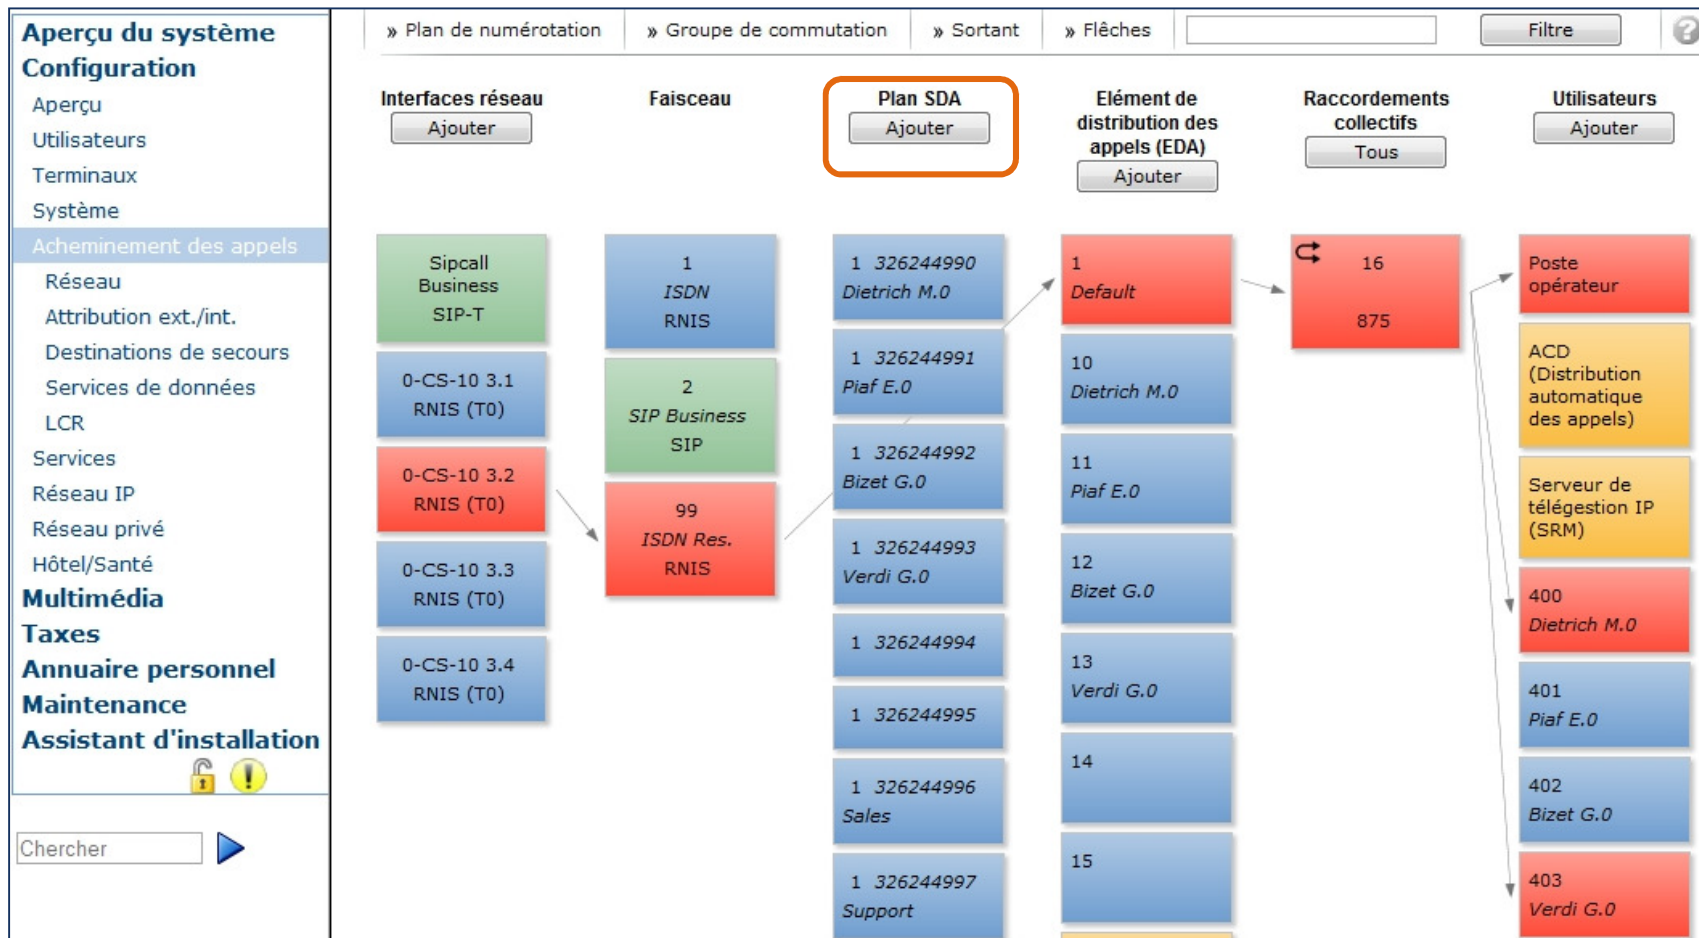 Aperçu du système
Configuration
Aperçu
Utilisateurs
Terminaux
Système
Acheminement des appels
Réseau
Attribution ext./int.
Destinations de secours
Services de données
LCR
Services
Réseau IP
Réseau privé
Hôtel/Santé
Multimédia
Taxes
Annuaire personnel
Maintenance
Assistant d'installation
Chercher
» Plan de numérotation
» Groupe de commutation
» Sortant
» Flêches
Filtre
?
Interfaces réseau
Ajouter
Sipcall
Business
SIP-T
0-CS-10 3.1
RNIS (T0)
0-CS-10 3.2
RNIS (T0)
0-CS-10 3.3
RNIS (T0)
0-CS-10 3.4
RNIS (T0)
Faisceau
1
ISDN
RNIS
2
SIP Business
SIP
99
ISDN Res.
RNIS
Plan SDA
Ajouter
1 326244990
Dietrich M.0
1 326244991
Piaf E.0
1 326244992
Bizet G.0
1 326244993
Verdi G.0
1 326244994
1 326244995
1 326244996
Sales
1 326244997
Support
Elément de
distribution des
appels (EDA)
Ajouter
1
Default
10
Dietrich M.0
11
Piaf E.0
12
Bizet G.0
13
Verdi G.0
14
15
Raccordements
collectifs
Tous
16
875
Utilisateurs
Ajouter
Poste
opérateur
ACD
(Distribution
automatique
des appels)
Serveur de
télégestion IP
(SRM)
400
Dietrich M.0
401
Piaf E.0
402
Bizet G.0
403
Verdi G.0